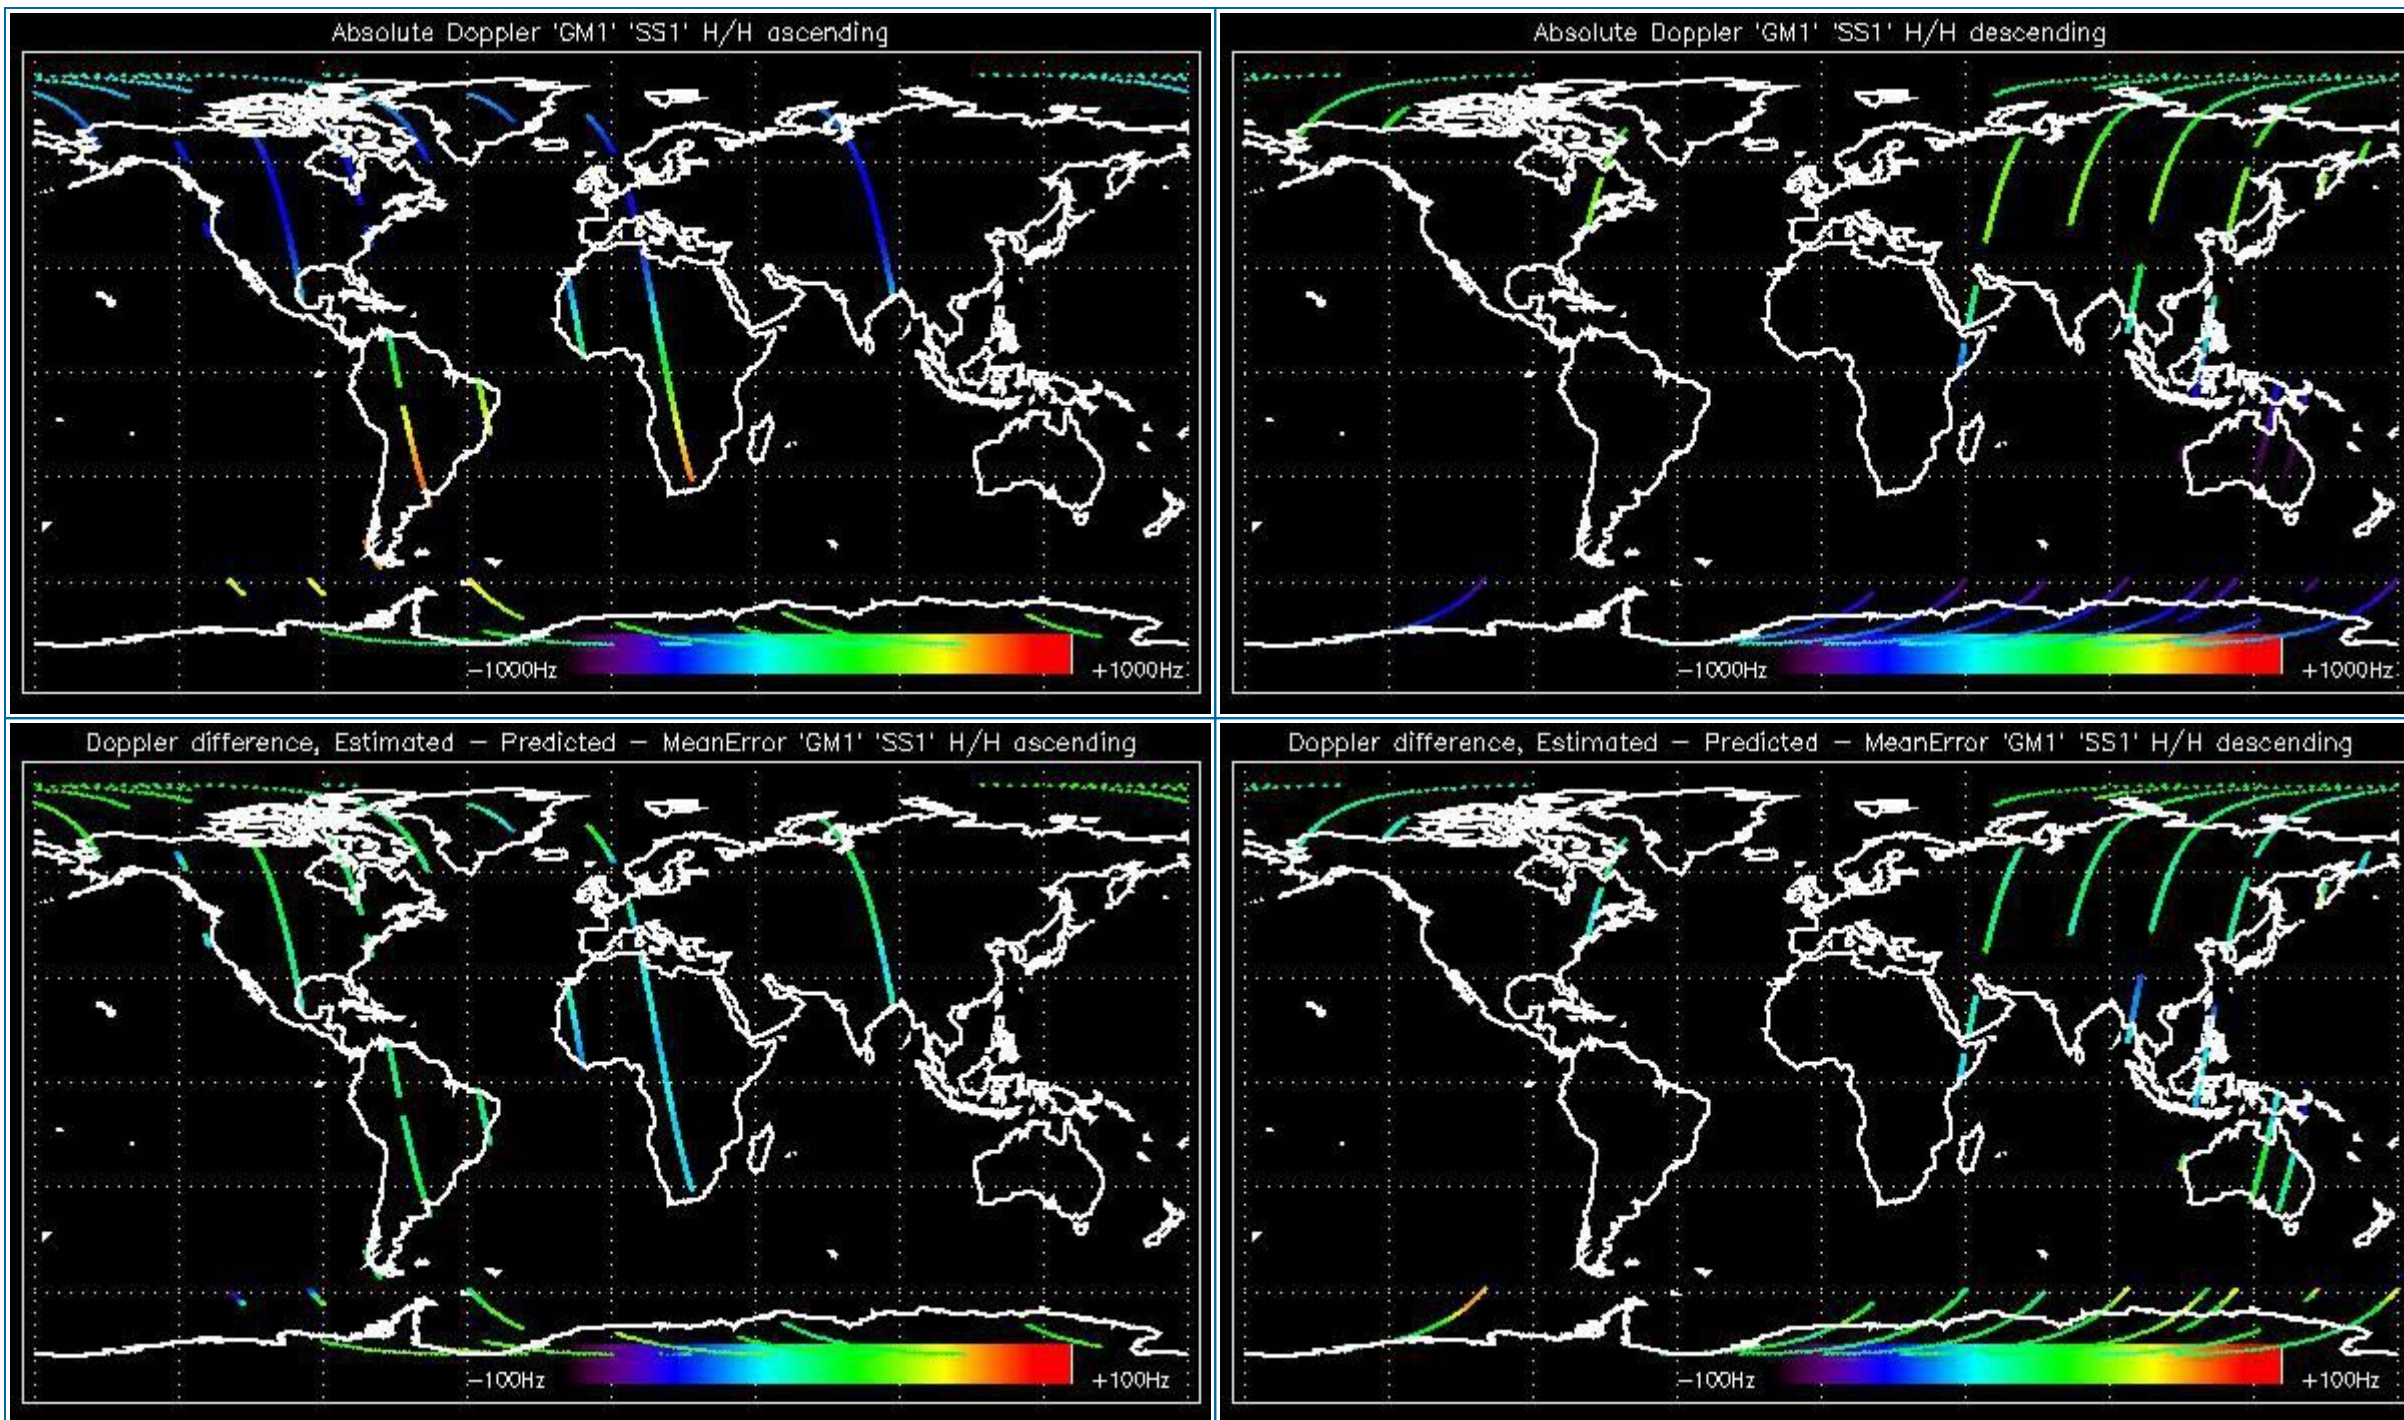 Absolute Doppler 'GM1' 'SS1' H/H ascending
−1000Hz
+1000Hz
Absolute Doppler 'GM1' 'SS1' H/H descending
−1000Hz
+1000Hz
Doppler difference, Estimated − Predicted − MeanError 'GM1' 'SS1' H/H ascending
−100Hz
+100Hz
Doppler difference, Estimated − Predicted − MeanError 'GM1' 'SS1' H/H descending
−100Hz
+100Hz